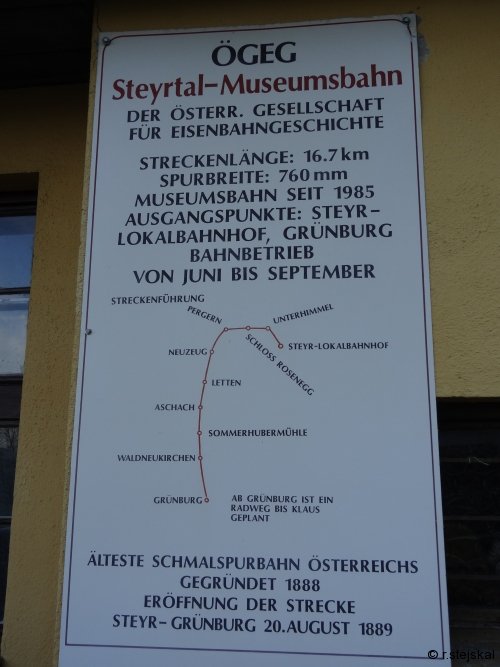 ÖGEG
Steyrtal–Museumsbahn
DER ÖSTERR. GESELLSCHAFT
FÜR EISENBAHNGESCHICHTE
STRECKENLÄNGE: 16.7 km
SPURBREITE: 760 mm
MUSEUMSBAHN SEIT 1985
AUSGANGSPUNKTE: STEYR–
LOKALBAHNHOF, GRÜNBURG
BAHNBETRIEB
VON JUNI BIS SEPTEMBER
STRECKENFÜHRUNG
UNTERHIMMEL
PERGERN
STEYR–LOKALBAHNHOF
SCHLOSS ROSENEGG
NEUZEUG
LETTEN
ASCHACH
SOMMERHUBERMÜHLE
WALDNEUKIRCHEN
GRÜNBURG
AB GRÜNBURG IST EIN
RADWEG BIS KLAUS
GEPLANT
ÄLTESTE SCHMALSPURBAHN ÖSTERREICHS
GEGRÜNDET 1888
ERÖFFNUNG DER STRECKE
STEYR–GRÜNBURG 20.AUGUST 1889
© r.stejskal